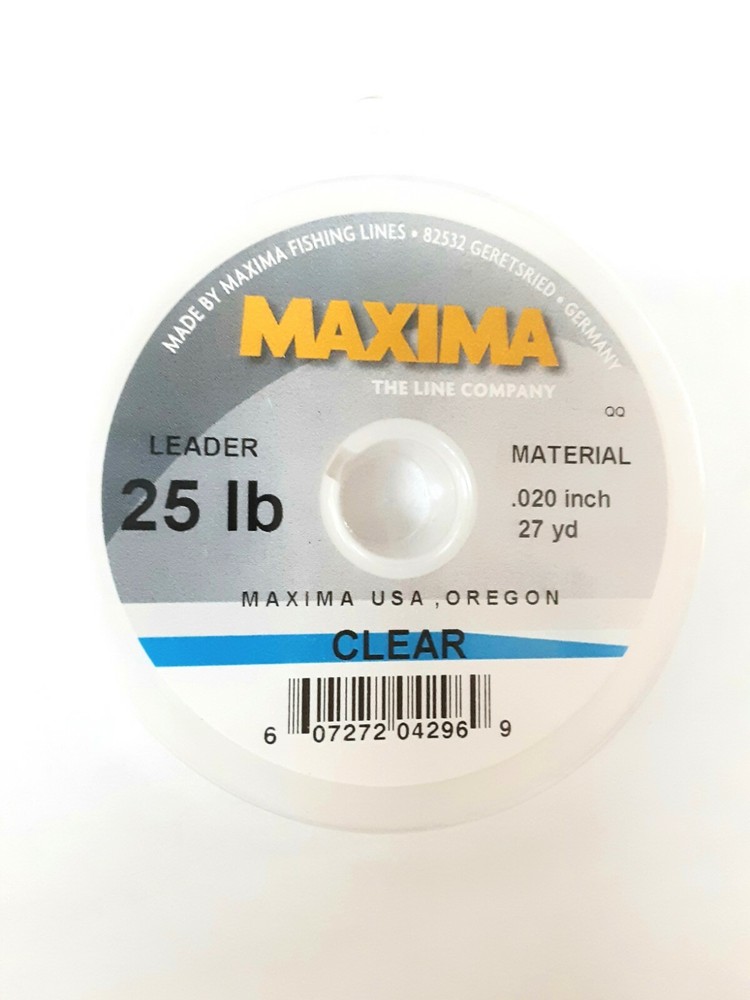 MADE BY MAXIMA FISHING LINES • 82532 GERETSRIED • GERMANY
MAXIMA
THE LINE COMPANY
QQ
LEADER
MATERIAL
25 lb
.020 inch
27 yd
MAXIMA USA ,OREGON
CLEAR
6 07272 04296 9